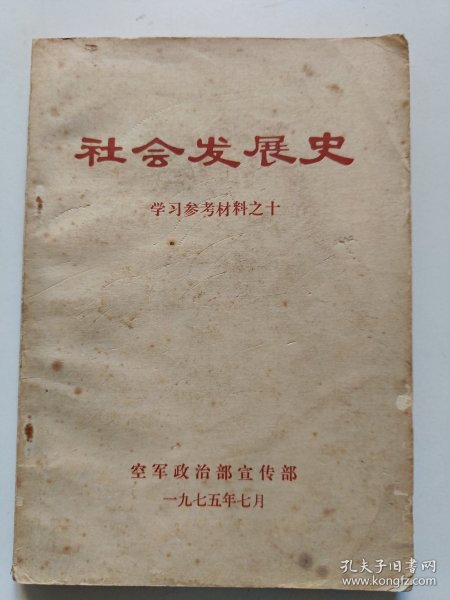 社会发展史
学习参考材料之十
空军政治部宣传部
一九七五年七月
孔夫子旧书网
www.kongfz.com